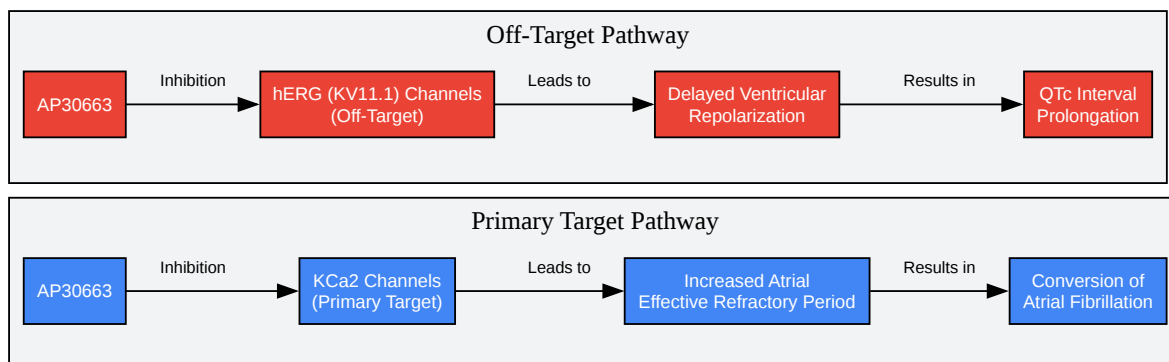 Off-Target Pathway
AP30663
Inhibition
hERG (KV11.1) Channels
(Off-Target)
Leads to
Delayed Ventricular
Repolarization
Results in
QTc Interval
Prolongation
Primary Target Pathway
AP30663
Inhibition
KCa2 Channels
(Primary Target)
Leads to
Increased Atrial
Effective Refractory Period
Results in
Conversion of
Atrial Fibrillation